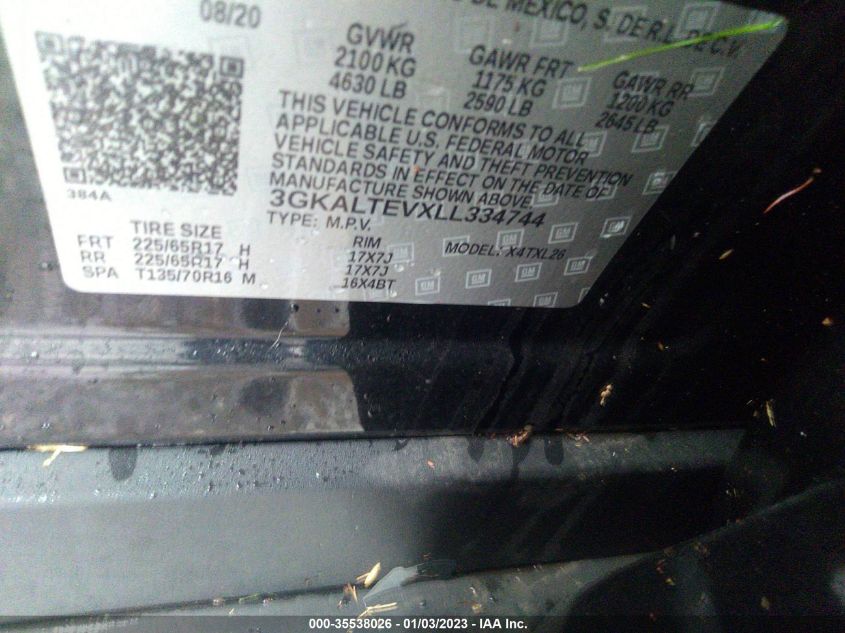 08/20
DE MEXICO, S. DE R.L. DE C.V.
GVWR GAWR FRT GAWR RR
2100 KG 1175 KG 1200 KG
4630 LB 2590 LB 2645 LB
THIS VEHICLE CONFORMS TO ALL
APPLICABLE U.S. FEDERAL MOTOR
VEHICLE SAFETY AND THEFT PREVENTION
STANDARDS IN EFFECT ON THE DATE OF
MANUFACTURE SHOWN ABOVE.
384A
3GKALTEVXLL334744
TYPE: M.P.V.
TIRE SIZE RIM MODEL: X4TXL26
FRT 225/65R17 H 17X7J
RR 225/65R17 H 17X7J
SPA T135/70R16 M 16X4BT
000-35538026 - 01/03/2023 - IAA Inc.